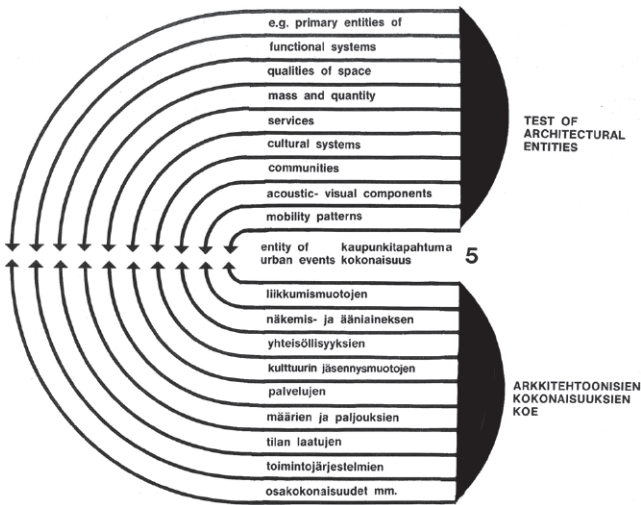 e.g. primary entities of
functional systems
qualities of space
mass and quantity
services
cultural systems
communities
acoustic- visual components
mobility patterns
TEST OF
ARCHITECTURAL
ENTITIES
entity of kaupunkitapahtuma
urban events kokonaisuus
5
liikkumismuotojen
näkemis- ja ääniaineksen
yhteisöllisyyksien
kulttuurin jäsennysmuotojen
palvelujen
määrien ja paljouksien
tilan laatujen
toimintojärjestelmien
osakokonaisuudet mm.
ARKKITEHTOONISIEN
KOKONAISUUKSIEN
KOE